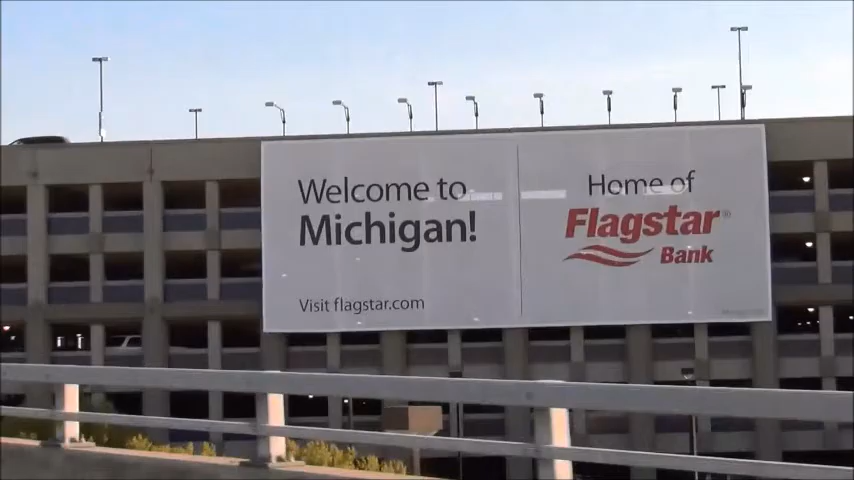 Welcome to
Michigan!
Visit flagstar.com
Home of
Flagstar®
Bank